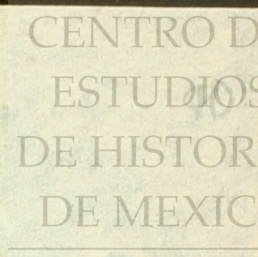 CENTRO D
ESTUDIOS
DE HISTOR
DE MEXIC